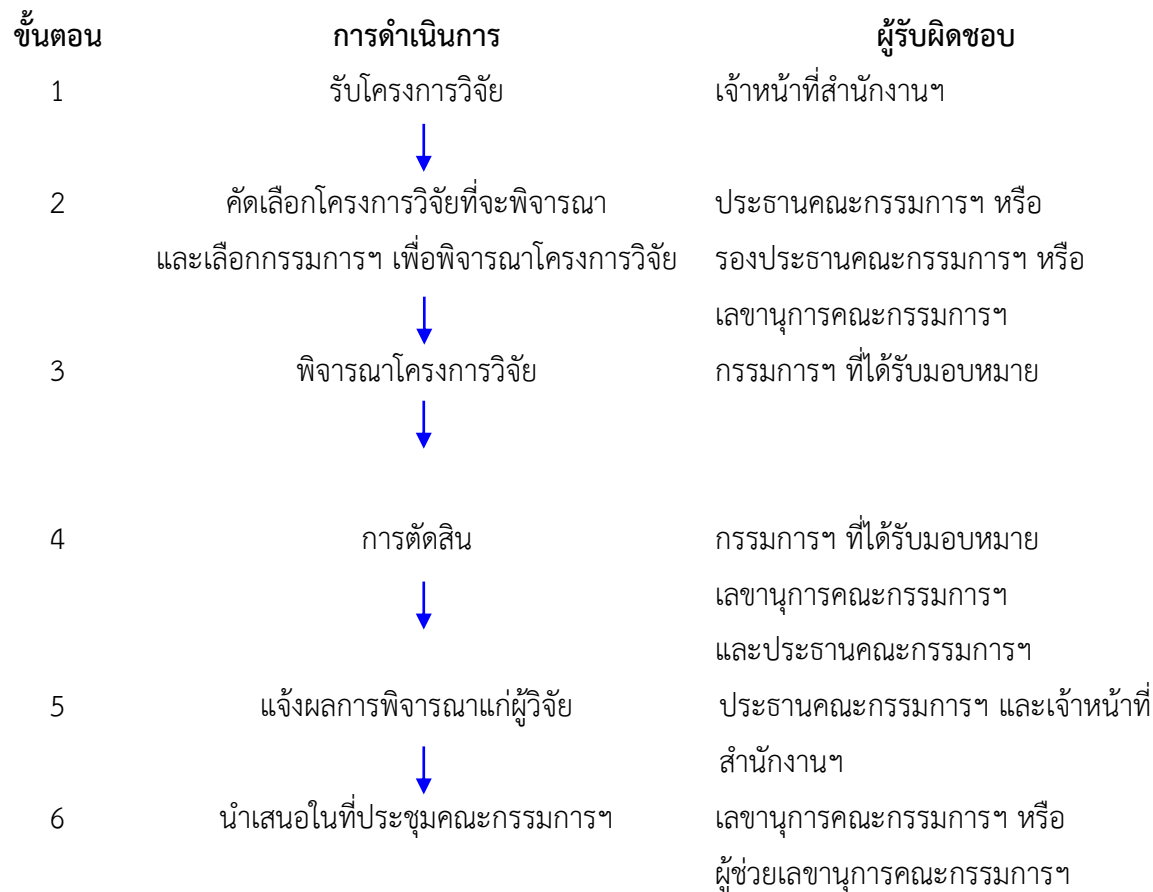 ขั้นตอน การดำเนินการ ผู้รับผิดชอบ
1 รับโครงการวิจัย เจ้าหน้าที่สำนักงานฯ
2 คัดเลือกโครงการวิจัยที่จะพิจารณา ประธานคณะกรรมการฯ หรือ
และเลือกกรรมการฯ เพื่อพิจารณาโครงการวิจัย รองประธานคณะกรรมการฯ หรือ
เลขานุการคณะกรรมการฯ
3 พิจารณาโครงการวิจัย กรรมการฯ ที่ได้รับมอบหมาย
4 การตัดสิน กรรมการฯ ที่ได้รับมอบหมาย
เลขานุการคณะกรรมการฯ
และประธานคณะกรรมการฯ
5 แจ้งผลการพิจารณาแก่ผู้วิจัย ประธานคณะกรรมการฯ และเจ้าหน้าที่
สำนักงานฯ
6 นำเสนอในที่ประชุมคณะกรรมการฯ เลขานุการคณะกรรมการฯ หรือ
ผู้ช่วยเลขานุการคณะกรรมการฯ